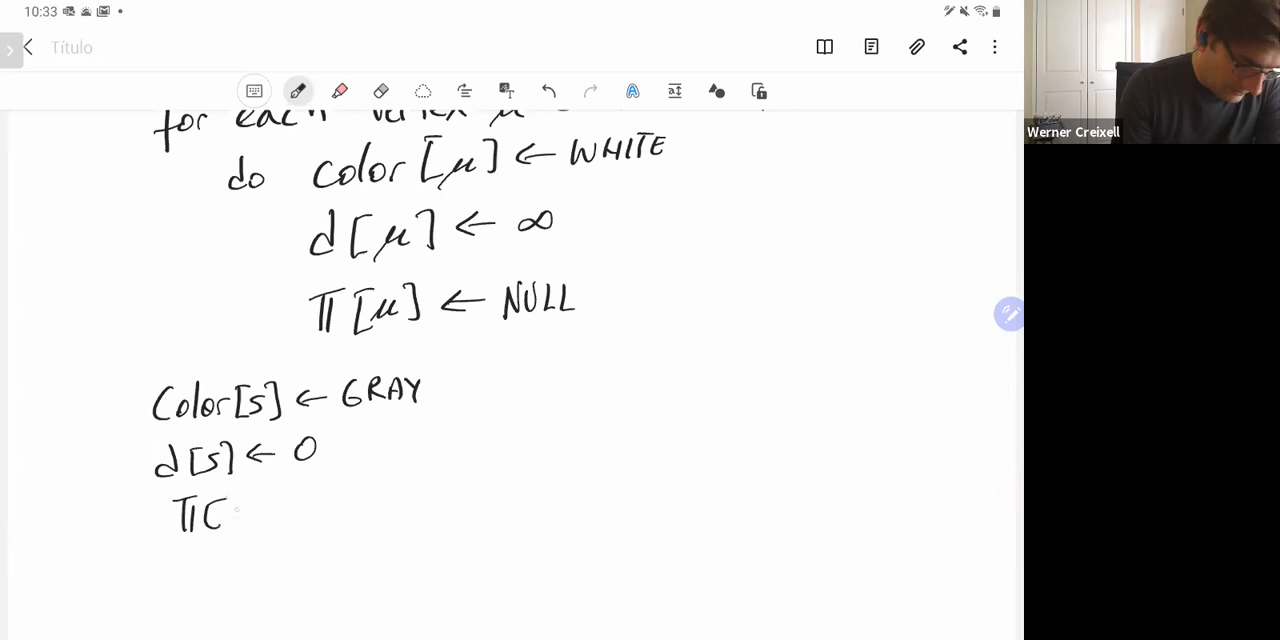 10:33
Título
for each vertex μ
do color [μ] ← WHITE
d[μ] ← ∞
π[μ] ← NULL
Color[s] ← GRAY
d[s] ← 0
π[
Werner Creixell